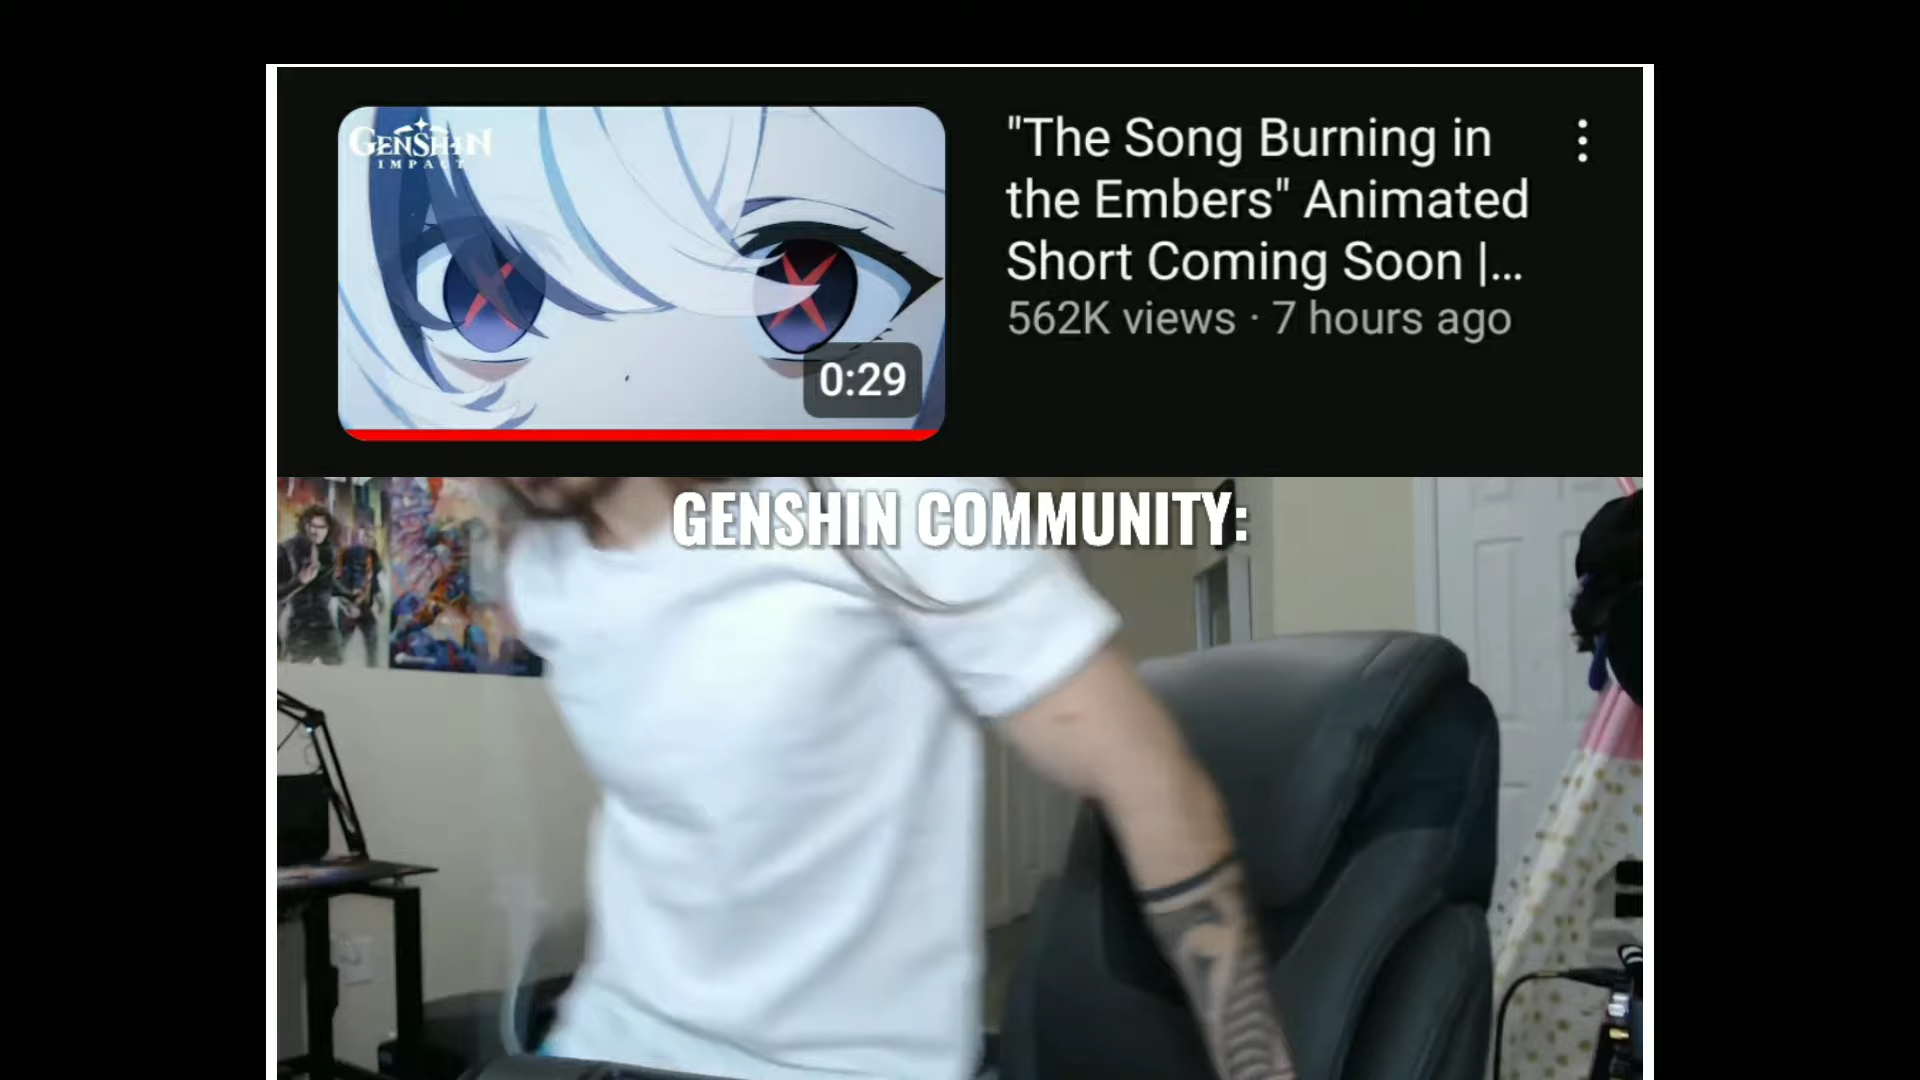 GENSHIN
IMPACT
"The Song Burning in
the Embers" Animated
Short Coming Soon |...
562K views · 7 hours ago
0:29
GENSHIN COMMUNITY: